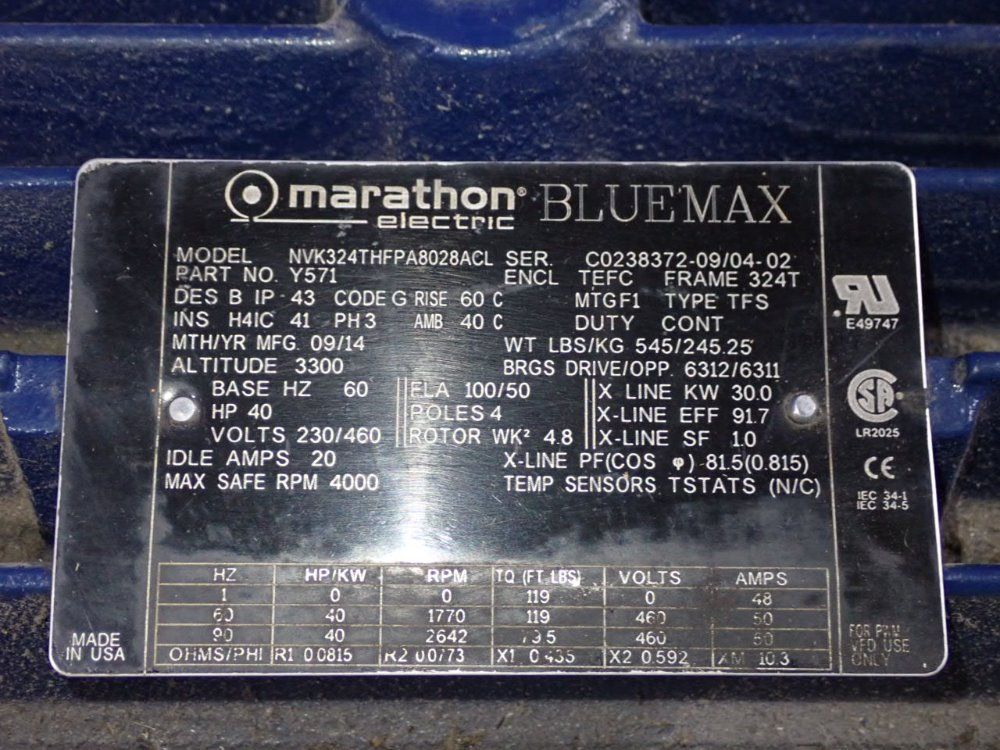 marathon® BLUE MAX
electric
MODEL NVK324THFPA8028ACL SER. C0238372-09/04-02
PART NO. Y571 ENCL TEFC FRAME 324T
DES B IP 43 CODE G RISE 60 C MTG F1 TYPE TFS
INS H4IC 41 PH 3 AMB 40 C DUTY CONT
MTH/YR MFG. 09/14 WT LBS/KG 545/245.25
ALTITUDE 3300 BRGS DRIVE/OPP. 6312/6311
BASE HZ 60 FLA 100/50 X LINE KW 30.0
HP 40 POLES 4 X-LINE EFF 91.7
VOLTS 230/460 ROTOR WK² 4.8 X-LINE SF 1.0
IDLE AMPS 20 X-LINE PF(COS φ) 81.5(0.815)
MAX SAFE RPM 4000 TEMP SENSORS TSTATS (N/C)
RU
E49747
CSA
LR2025
CE
IEC 34-1
IEC 34-5
HZ HP/KW RPM TQ (FT. LBS) VOLTS AMPS
1 0 0 119 0 48
60 40 1770 119 460 50
90 40 2642 460 50
OHMS/PH R1 0.0815 R2 0.0773 X1 0.435 X2 0.592 XM 10.3
MADE
IN USA
FOR PWM
VFD USE
ONLY